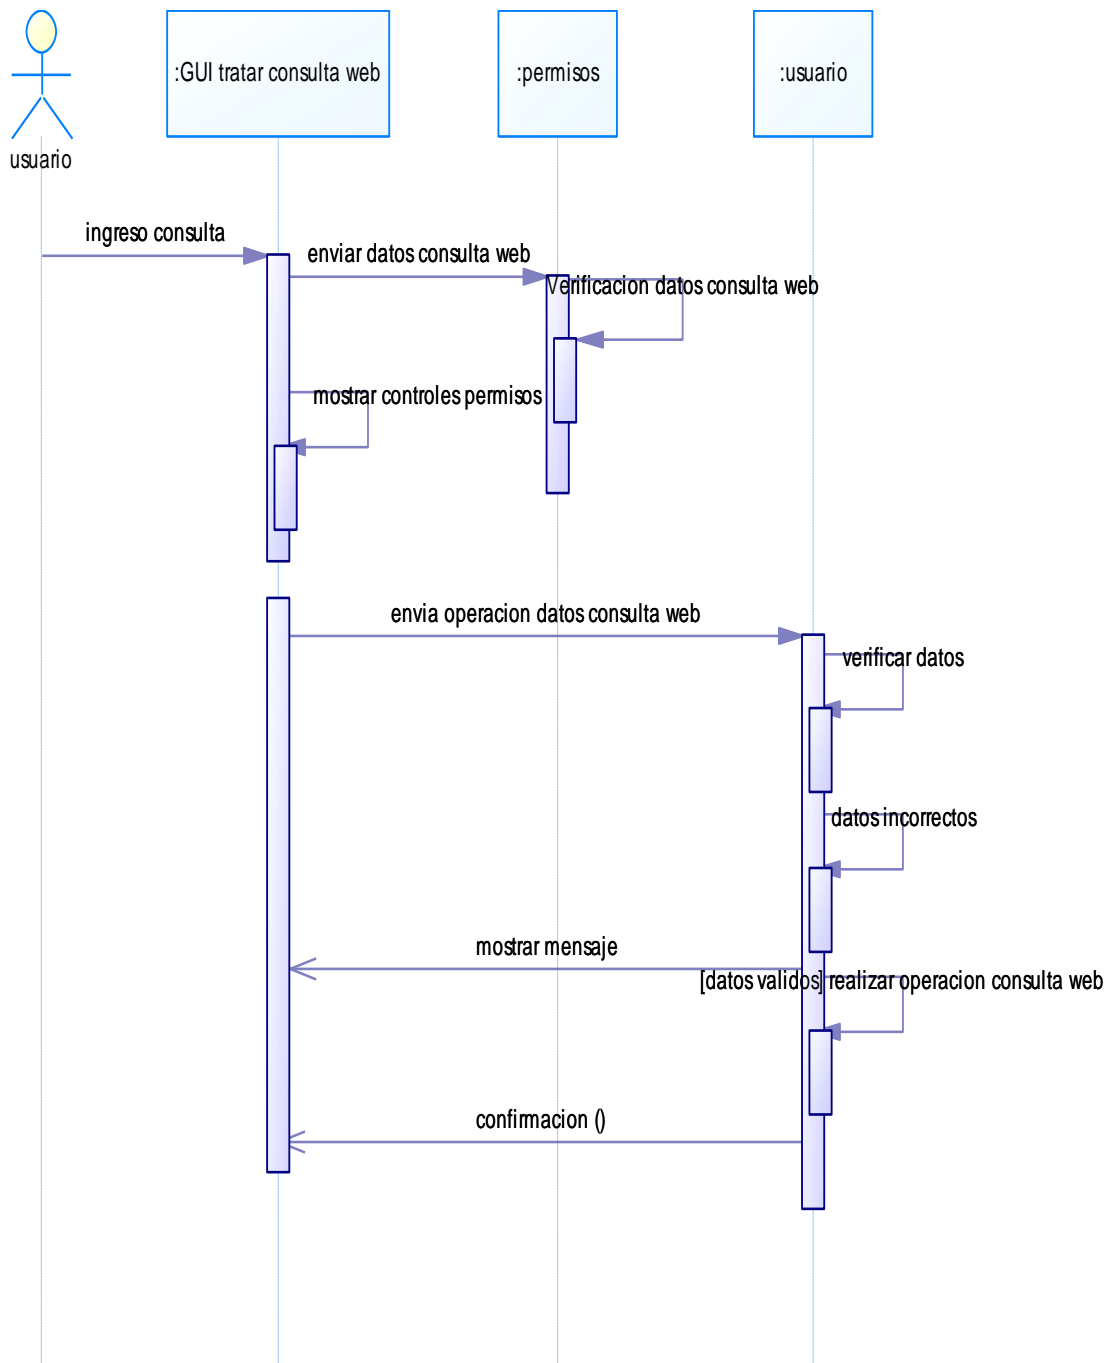 :GUI tratar consulta web
:permisos
:usuario
usuario
ingreso consulta
enviar datos consulta web
Verificacion datos consulta web
mostrar controles permisos
envia operacion datos consulta web
verificar datos
datos incorrectos
mostrar mensaje
[datos validos] realizar operacion consulta web
confirmacion ()